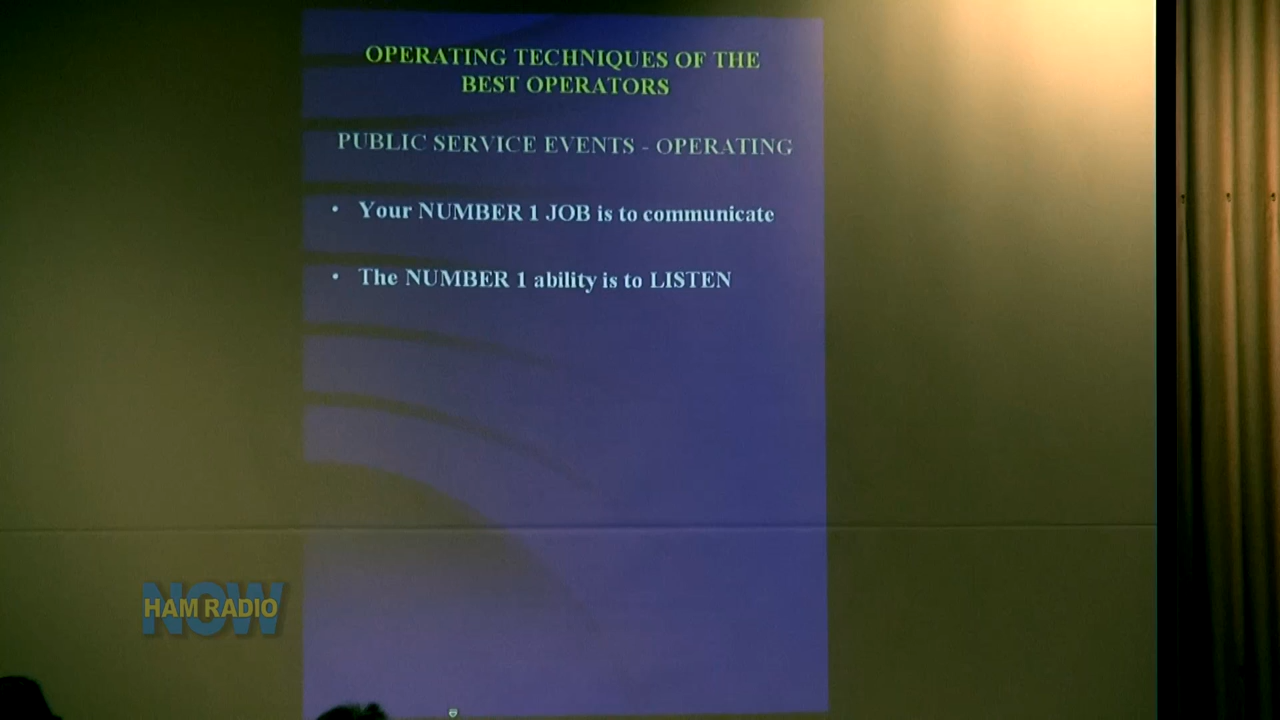 OPERATING TECHNIQUES OF THE
BEST OPERATORS
PUBLIC SERVICE EVENTS - OPERATING
• Your NUMBER 1 JOB is to communicate
• The NUMBER 1 ability is to LISTEN
NOW
HAM RADIO